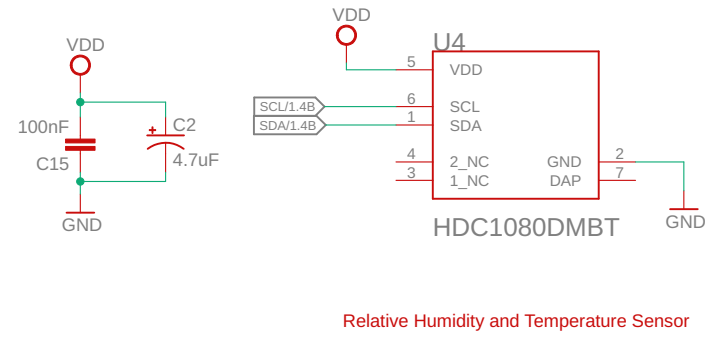 VDD
100nF
C15
C2
4.7uF
GND
VDD
U4
5 VDD
SCL/1.4B 6 SCL
SDA/1.4B 1 SDA
4 2_NC GND 2
3 1_NC DAP 7
HDC1080DMBT
GND
Relative Humidity and Temperature Sensor